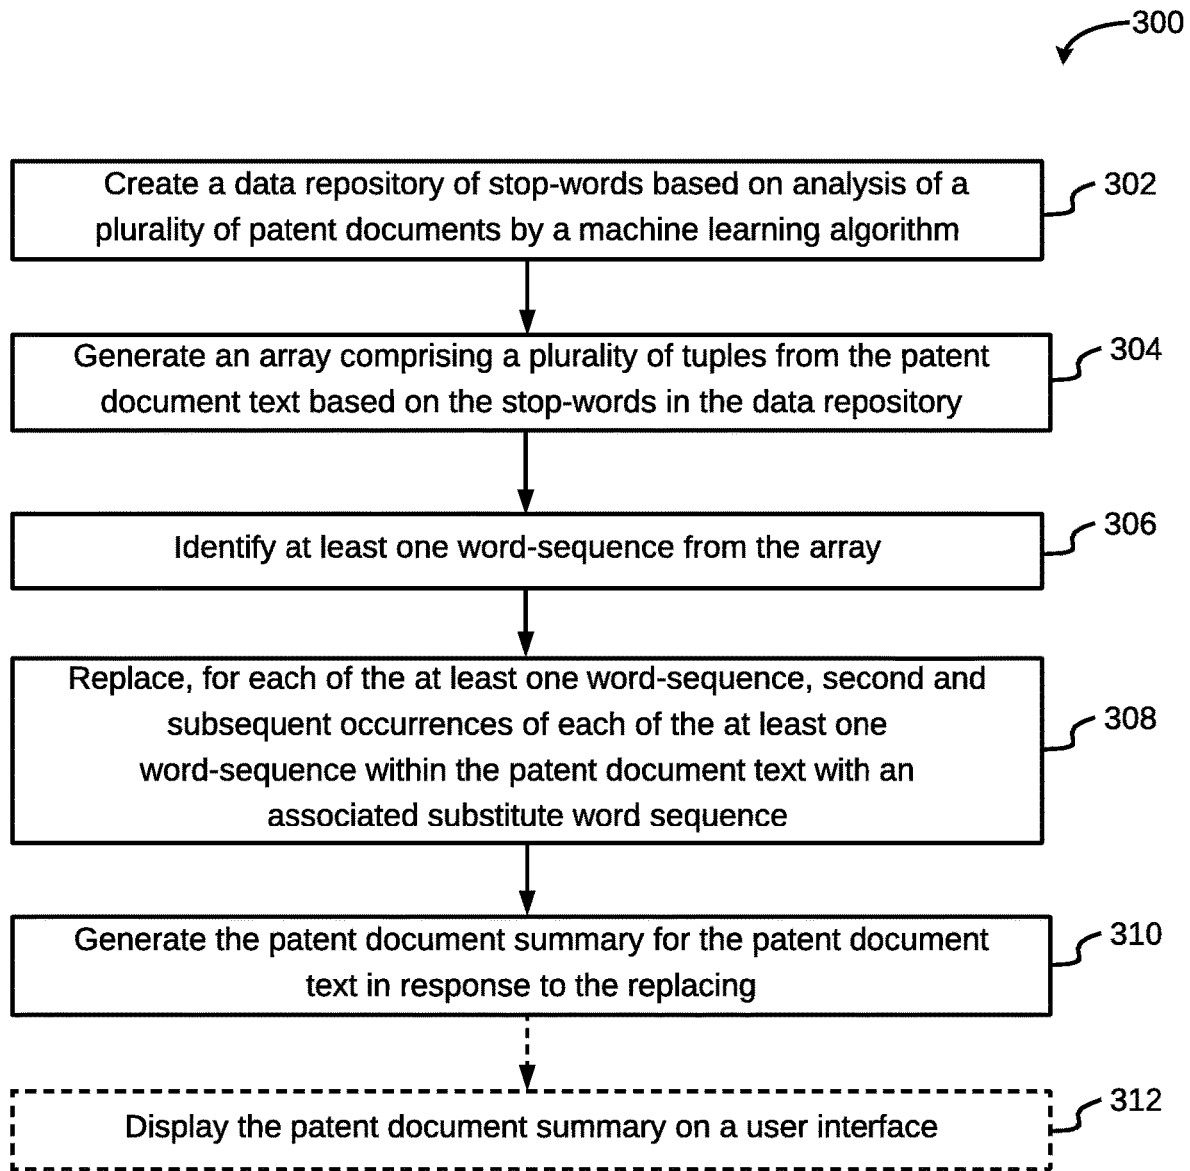 300
Create a data repository of stop-words based on analysis of a
plurality of patent documents by a machine learning algorithm
302
Generate an array comprising a plurality of tuples from the patent
document text based on the stop-words in the data repository
304
Identify at least one word-sequence from the array
306
Replace, for each of the at least one word-sequence, second and
subsequent occurrences of each of the at least one
word-sequence within the patent document text with an
associated substitute word sequence
308
Generate the patent document summary for the patent document
text in response to the replacing
310
Display the patent document summary on a user interface
312